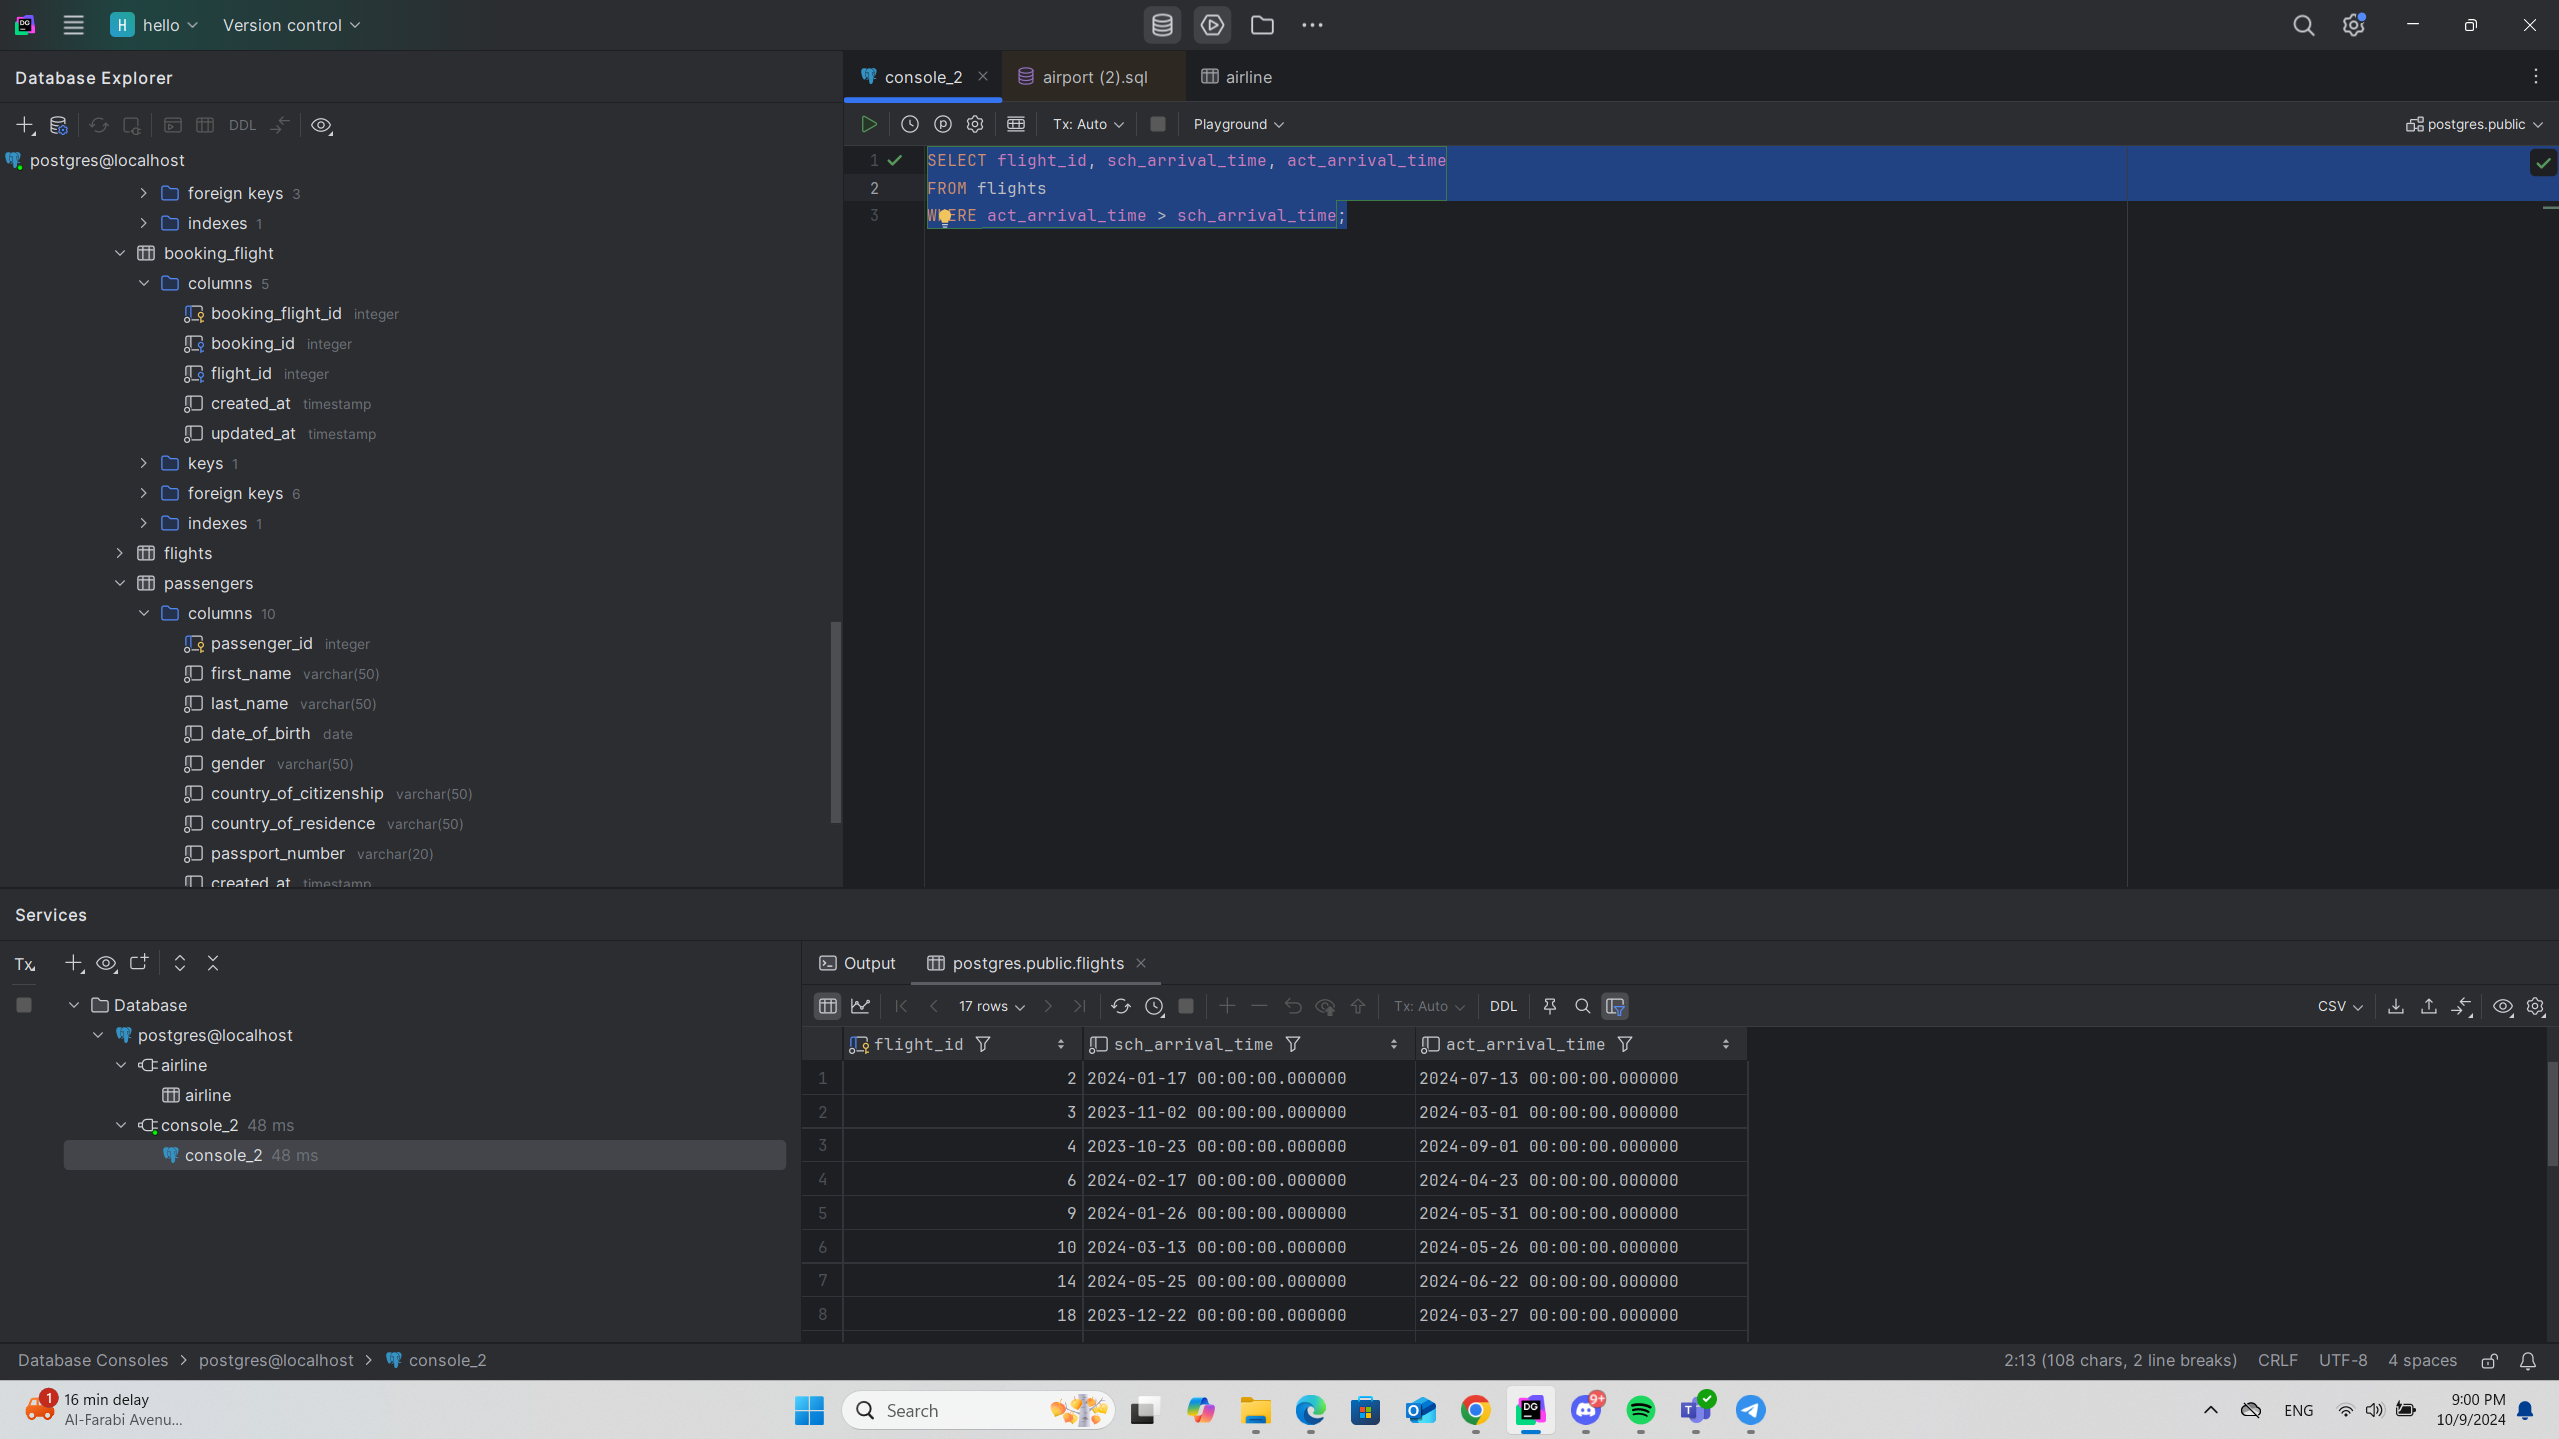 H hello Version control
Database Explorer
DDL
postgres@localhost
foreign keys 3
indexes 1
booking_flight
columns 5
booking_flight_id integer
booking_id integer
flight_id integer
created_at timestamp
updated_at timestamp
keys 1
foreign keys 6
indexes 1
flights
passengers
columns 10
passenger_id integer
first_name varchar(50)
last_name varchar(50)
date_of_birth date
gender varchar(50)
country_of_citizenship varchar(50)
country_of_residence varchar(50)
passport_number varchar(20)
created_at timestamp
console_2 airport (2).sql airline
Tx: Auto Playground postgres.public
1 SELECT flight_id, sch_arrival_time, act_arrival_time
2 FROM flights
3 WHERE act_arrival_time > sch_arrival_time;
Services
Tx
Database
postgres@localhost
airline
airline
console_2 48 ms
console_2 48 ms
Output postgres.public.flights
17 rows Tx: Auto DDL CSV
flight_id sch_arrival_time act_arrival_time
1 2 2024-01-17 00:00:00.000000 2024-07-13 00:00:00.000000
2 3 2023-11-02 00:00:00.000000 2024-03-01 00:00:00.000000
3 4 2023-10-23 00:00:00.000000 2024-09-01 00:00:00.000000
4 6 2024-02-17 00:00:00.000000 2024-04-23 00:00:00.000000
5 9 2024-01-26 00:00:00.000000 2024-05-31 00:00:00.000000
6 10 2024-03-13 00:00:00.000000 2024-05-26 00:00:00.000000
7 14 2024-05-25 00:00:00.000000 2024-06-22 00:00:00.000000
8 18 2023-12-22 00:00:00.000000 2024-03-27 00:00:00.000000
Database Consoles > postgres@localhost > console_2
2:13 (108 chars, 2 line breaks) CRLF UTF-8 4 spaces
1 16 min delay
Al-Farabi Avenu...
Search
DG
9+
ENG
9:00 PM
10/9/2024